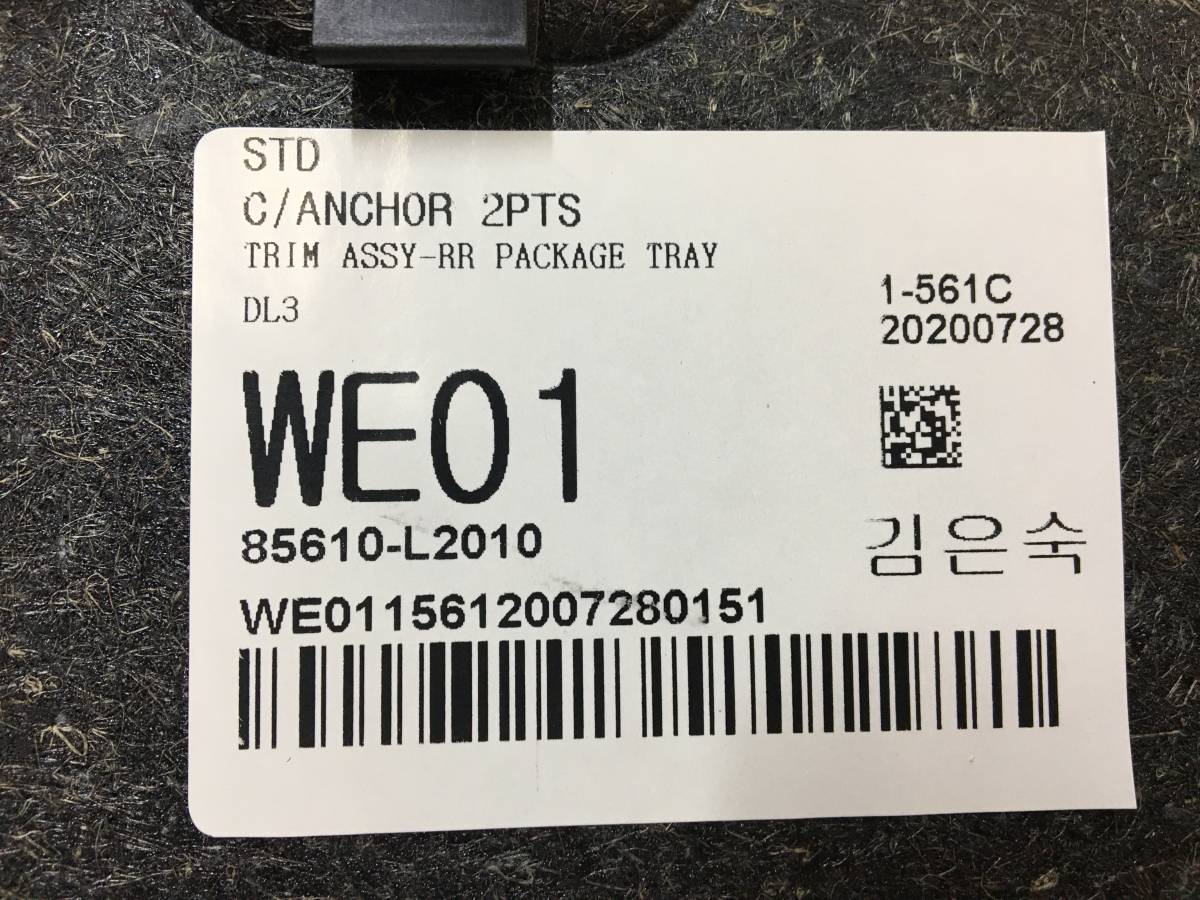 STD
C/ANCHOR 2PTS
TRIM ASSY-RR PACKAGE TRAY
DL3
1-561C
20200728
WE01
85610-L2010
김은숙
WE0115612007280151